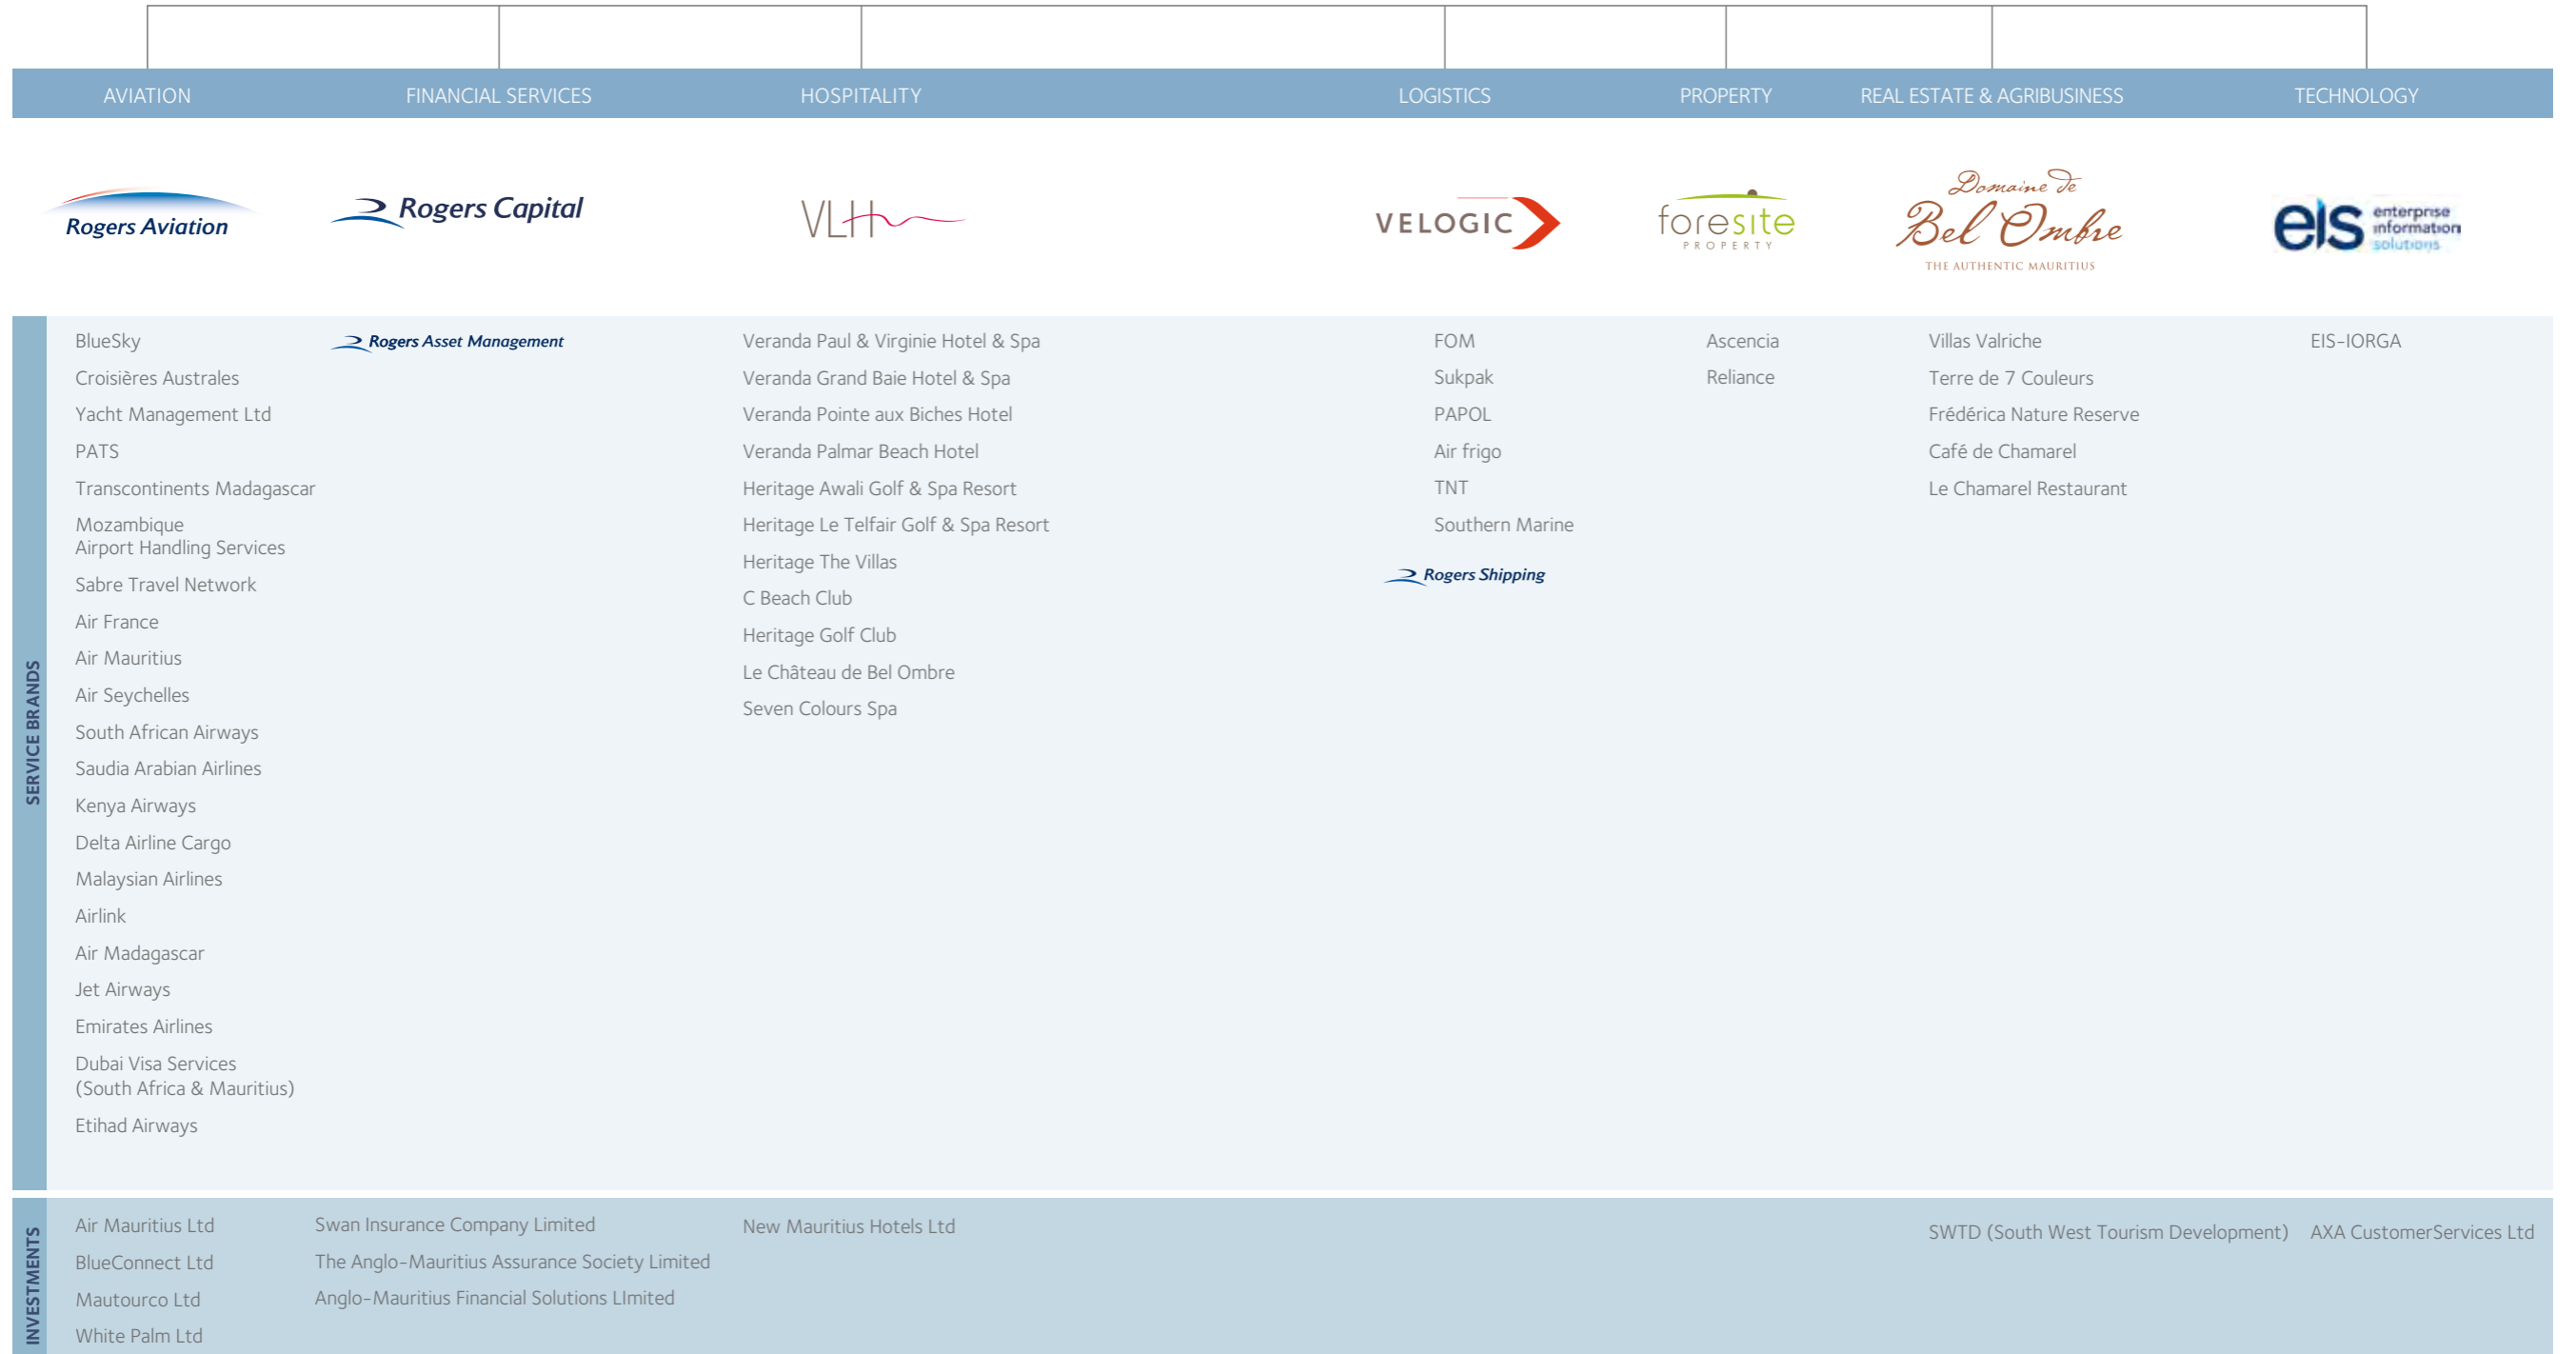 AVIATION
FINANCIAL SERVICES
HOSPITALITY
LOGISTICS
PROPERTY
REAL ESTATE & AGRIBUSINESS
TECHNOLOGY
Rogers Aviation
Rogers Capital
VLH
VELOGIC
foresite
PROPERTY
Domaine de
Bel Ombre
THE AUTHENTIC MAURITIUS
eis enterprise
information
solutions
SERVICE BRANDS
BlueSky
Croisières Australes
Yacht Management Ltd
PATS
Transcontinents Madagascar
Mozambique
Airport Handling Services
Sabre Travel Network
Air France
Air Mauritius
Air Seychelles
South African Airways
Saudia Arabian Airlines
Kenya Airways
Delta Airline Cargo
Malaysian Airlines
Airlink
Air Madagascar
Jet Airways
Emirates Airlines
Dubai Visa Services
(South Africa & Mauritius)
Etihad Airways
Rogers Asset Management
Veranda Paul & Virginie Hotel & Spa
Veranda Grand Baie Hotel & Spa
Veranda Pointe aux Biches Hotel
Veranda Palmar Beach Hotel
Heritage Awali Golf & Spa Resort
Heritage Le Telfair Golf & Spa Resort
Heritage The Villas
C Beach Club
Heritage Golf Club
Le Château de Bel Ombre
Seven Colours Spa
FOM
Sukpak
PAPOL
Air frigo
TNT
Southern Marine
Rogers Shipping
Ascencia
Reliance
Villas Valriche
Terre de 7 Couleurs
Frédérica Nature Reserve
Café de Chamarel
Le Chamarel Restaurant
EIS-IORGA
INVESTMENTS
Air Mauritius Ltd
BlueConnect Ltd
Mautourco Ltd
White Palm Ltd
Swan Insurance Company Limited
The Anglo-Mauritius Assurance Society Limited
Anglo-Mauritius Financial Solutions LImited
New Mauritius Hotels Ltd
SWTD (South West Tourism Development)
AXA CustomerServices Ltd